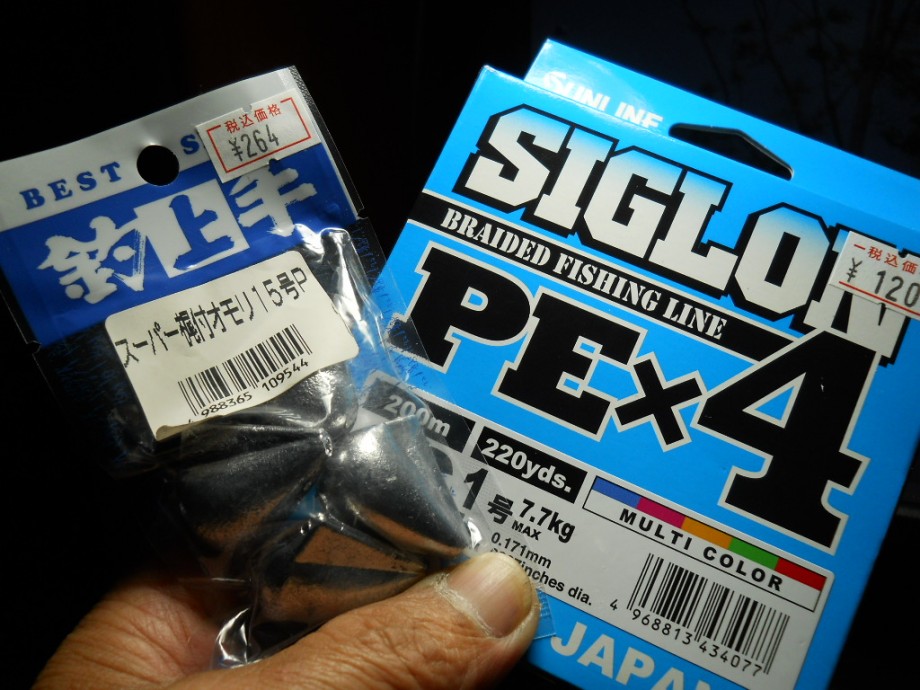 BEST S
税込価格
¥264
釣上手
スーパー楔付オモリ15号P
4 988365 109544
SUNLINE
SIGLON
BRAIDED FISHING LINE
PE×4
税込価
¥ 120
200m
220yds.
1号 7.7kg
MAX
0.171mm
inches dia.
MULTI COLOR
4 968813 434077
JAPAN